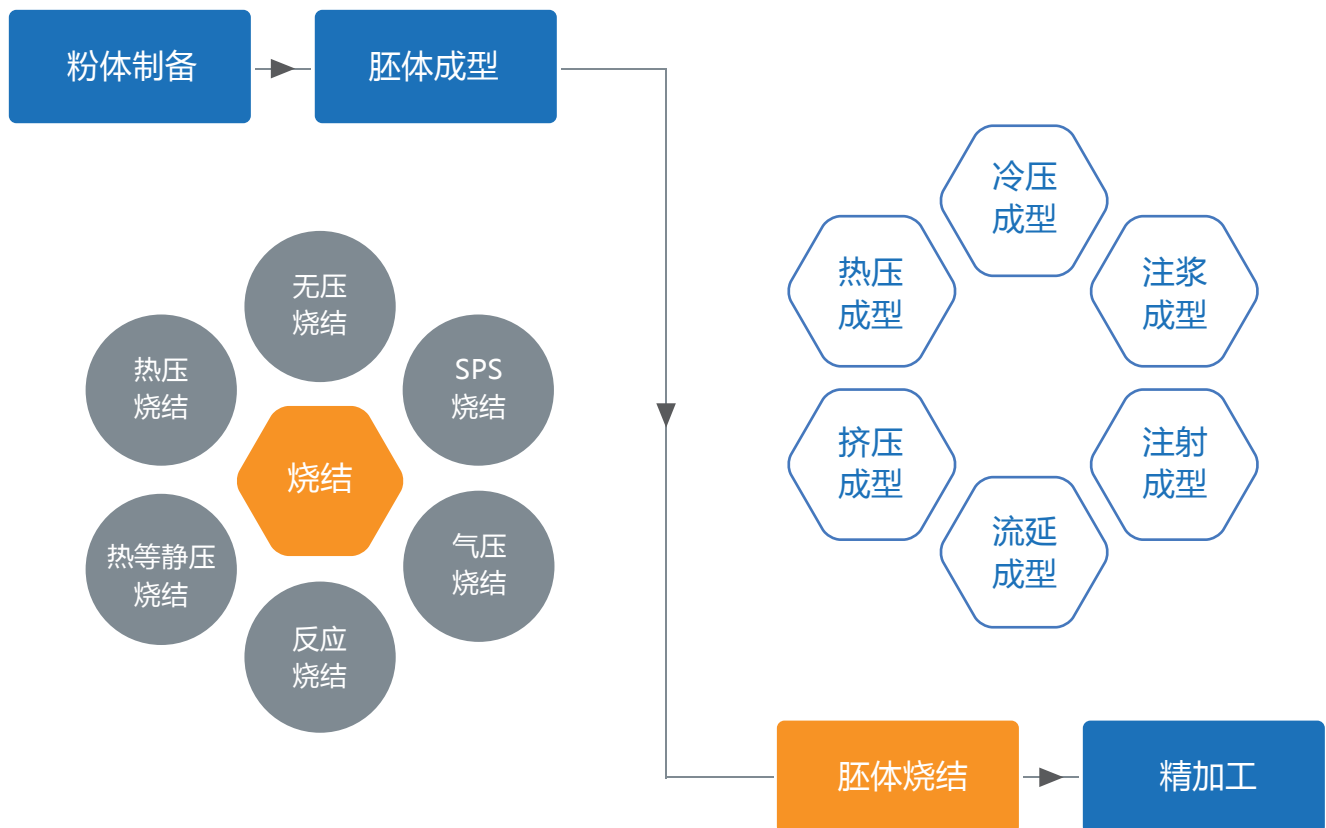 粉体制备
胚体成型
冷压
成型
热压
成型
注浆
成型
挤压
成型
注射
成型
流延
成型
无压
烧结
热压
烧结
SPS
烧结
烧结
热等静压
烧结
气压
烧结
反应
烧结
胚体烧结
精加工